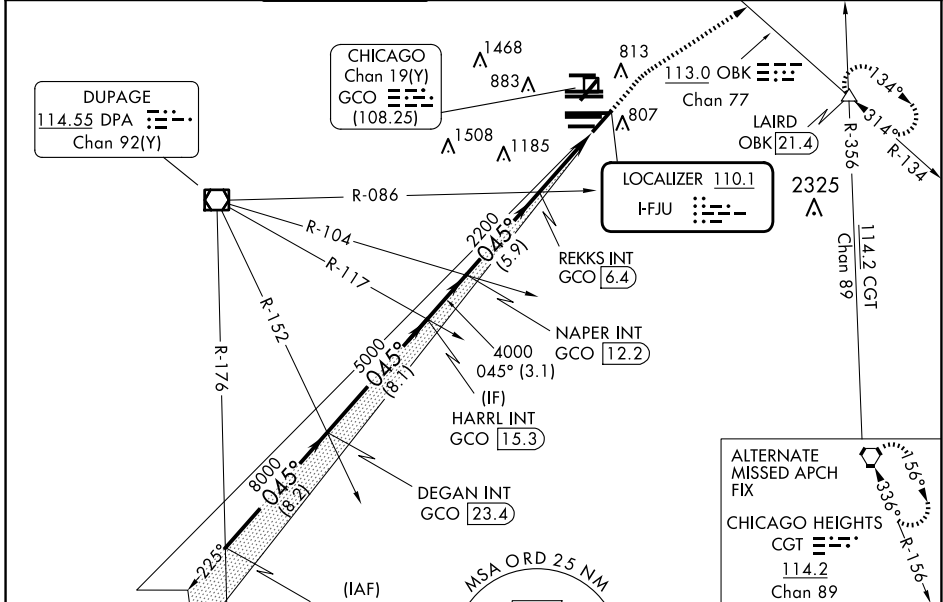 CHICAGO
Chan 19(Y)
GCO
(108.25)
1468
883
813
807
1508
1185
113.0 OBK
Chan 77
134°
314°
R-134
LAIRD
OBK 21.4
DUPAGE
114.55 DPA
Chan 92(Y)
LOCALIZER 110.1
I-FJU
2325
R-356
114.2 CGT
Chan 89
R-086
R-104
R-117
R-152
R-176
2200
045°
(5.9)
REKKS INT
GCO 6.4
NAPER INT
GCO 12.2
4000
045° (3.1)
5000
045°
(8.1)
(IF)
HARRL INT
GCO 15.3
8000
045°
(8.2)
DEGAN INT
GCO 23.4
225°
(IAF)
MSA ORD 25 NM
ALTERNATE
MISSED APCH
FIX
CHICAGO HEIGHTS
CGT
114.2
Chan 89
156°
336°
R-156